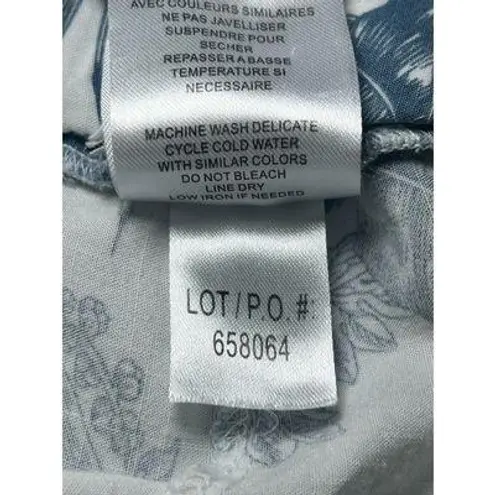 AVEC COULEURS SIMILAIRES
NE PAS JAVELLISER
SUSPENDRE POUR
SECHER
REPASSER A BASSE
TEMPERATURE SI
NECESSAIRE
MACHINE WASH DELICATE
CYCLE COLD WATER
WITH SIMILAR COLORS
DO NOT BLEACH
LINE DRY
LOW IRON IF NEEDED
LOT/P.O. #:
658064